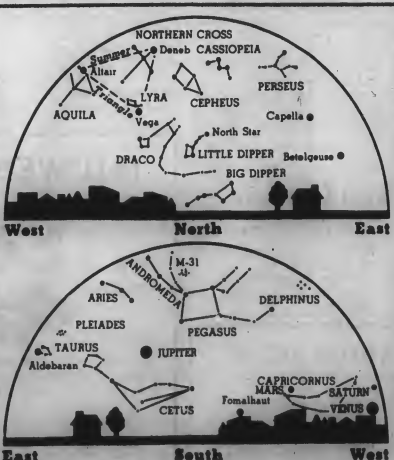 NORTHERN CROSS
Summer Deneb CASSIOPEIA
Altair
PERSEUS
LYRA CEPHEUS
AQUILA Triangle
Vega Capella
North Star
DRACO LITTLE DIPPER Betelgeuse
BIG DIPPER
West North East
M-31
ANDROMEDA
ARIES DELPHINUS
PLEIADES PEGASUS
TAURUS JUPITER
Aldebaran
CAPRICORNUS
MARS SATURN
CETUS Fomalhaut VENUS
East South West